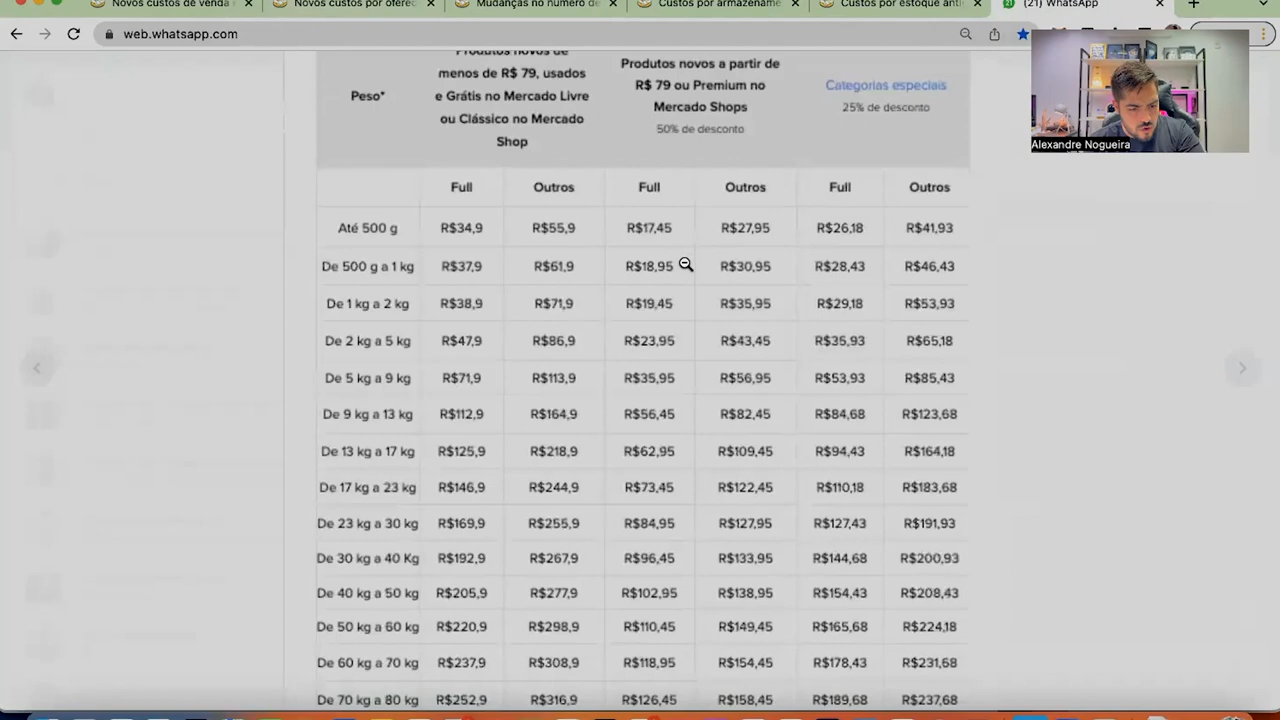 Novos custos de venda e
Novos custos por oferec
Mudanças no número de
Custos por armazename
Custos por estoque anti
(21) WhatsApp
web.whatsapp.com
Alexandre Nogueira
Peso*
Produtos novos de
menos de R$ 79, usados
e Grátis no Mercado Livre
ou Clássico no Mercado
Shop
Produtos novos a partir de
R$ 79 ou Premium no
Mercado Shops
50% de desconto
Categorias especiais
25% de desconto
Full Outros Full Outros Full Outros
Até 500 g R$34,9 R$55,9 R$17,45 R$27,95 R$26,18 R$41,93
De 500 g a 1 kg R$37,9 R$61,9 R$18,95 R$30,95 R$28,43 R$46,43
De 1 kg a 2 kg R$38,9 R$71,9 R$19,45 R$35,95 R$29,18 R$53,93
De 2 kg a 5 kg R$47,9 R$86,9 R$23,95 R$43,45 R$35,93 R$65,18
De 5 kg a 9 kg R$71,9 R$113,9 R$35,95 R$56,95 R$53,93 R$85,43
De 9 kg a 13 kg R$112,9 R$164,9 R$56,45 R$82,45 R$84,68 R$123,68
De 13 kg a 17 kg R$125,9 R$218,9 R$62,95 R$109,45 R$94,43 R$164,18
De 17 kg a 23 kg R$146,9 R$244,9 R$73,45 R$122,45 R$110,18 R$183,68
De 23 kg a 30 kg R$169,9 R$255,9 R$84,95 R$127,95 R$127,43 R$191,93
De 30 kg a 40 Kg R$192,9 R$267,9 R$96,45 R$133,95 R$144,68 R$200,93
De 40 kg a 50 kg R$205,9 R$277,9 R$102,95 R$138,95 R$154,43 R$208,43
De 50 kg a 60 kg R$220,9 R$298,9 R$110,45 R$149,45 R$165,68 R$224,18
De 60 kg a 70 kg R$237,9 R$308,9 R$118,95 R$154,45 R$178,43 R$231,68
De 70 kg a 80 kg R$252,9 R$316,9 R$126,45 R$158,45 R$189,68 R$237,68